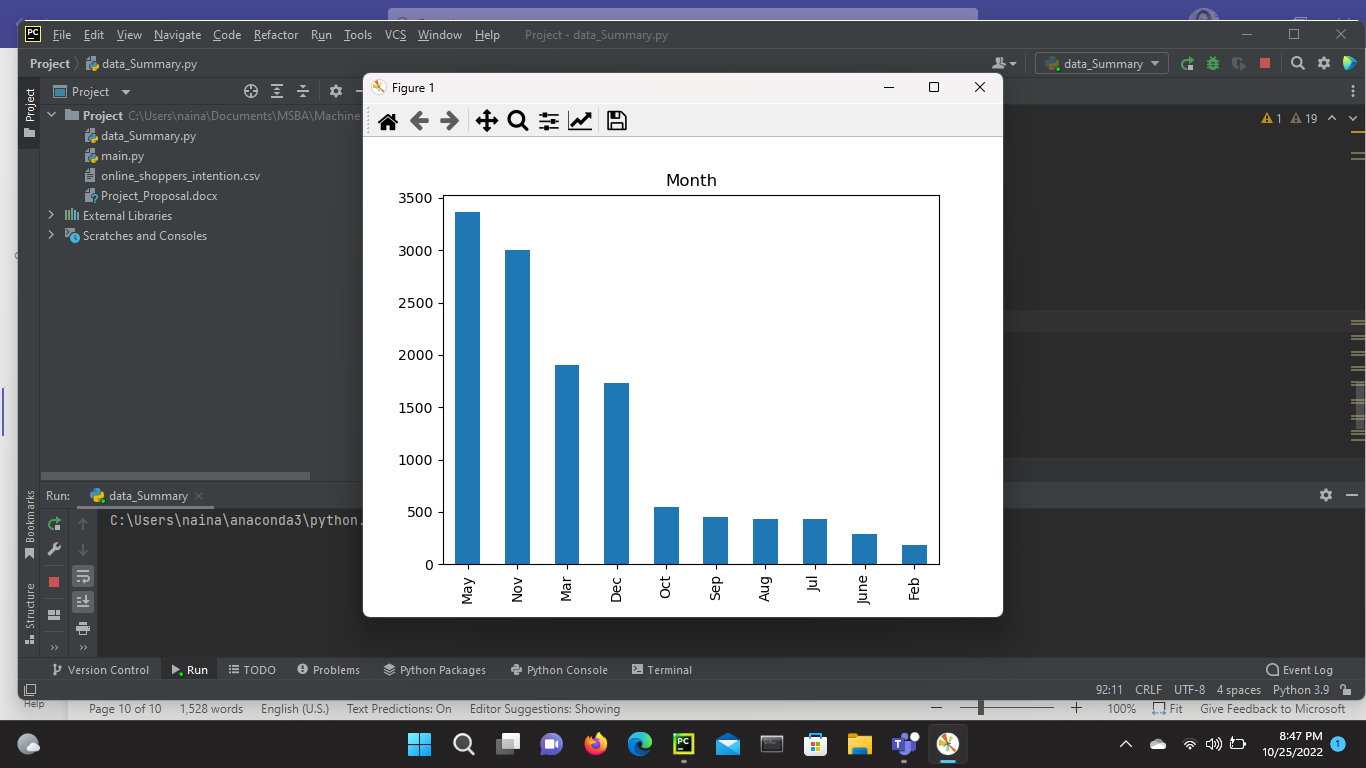 PC File Edit View Navigate Code Refactor Run Tools VCS Window Help Project - data_Summary.py
Project data_Summary.py data_Summary
Project Project
Figure 1
Project C:\Users\naina\Documents\MSBA\Machine
1 19
data_Summary.py
main.py
online_shoppers_intention.csv
Project_Proposal.docx
External Libraries
Scratches and Consoles
Month
3500
3000
2500
2000
1500
1000
500
0
May Nov Mar Dec Oct Sep Aug Jul June Feb
Run: data_Summary
C:\Users\naina\anaconda3\python.
Bookmarks
Structure
Version Control Run TODO Problems Python Packages Python Console Terminal Event Log
92:11 CRLF UTF-8 4 spaces Python 3.9
Help
Page 10 of 10 1,528 words English (U.S.) Text Predictions: On Editor Suggestions: Showing 100% Fit Give Feedback to Microsoft
PC
8:47 PM
10/25/2022
1